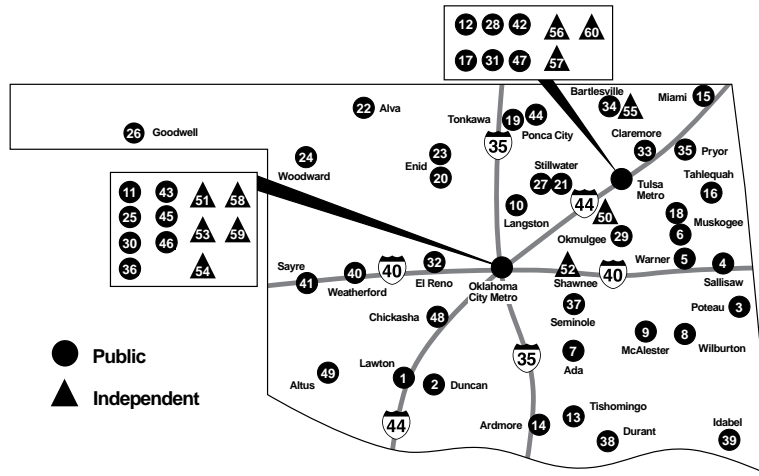 12 28 42 56 60
17 31 47 57
Bartlesville
34 55
Miami 15
22 Alva
Tonkawa 19 44
Ponca City
26 Goodwell
35
Claremore
33
35 Pryor
23
Enid
20
24
Woodward
Stillwater
27 21
Tulsa
Metro
Tahlequah
16
11 43 51 58
25 45 53 59
30 46
36 54
10
Langston
44
50
Okmulgee 29
18
Muskogee
6
Sayre
41
40
Weatherford
40
32
El Reno
Oklahoma
City Metro
52
Shawnee
40
Warner 5
4
Sallisaw
Poteau 3
Chickasha 48
37
Seminole
9
McAlester
8
Wilburton
Public
Independent
Altus 49
Lawton
1
2 Duncan
35
7
Ada
44
Ardmore 14
13 Tishomingo
38 Durant
Idabel
39